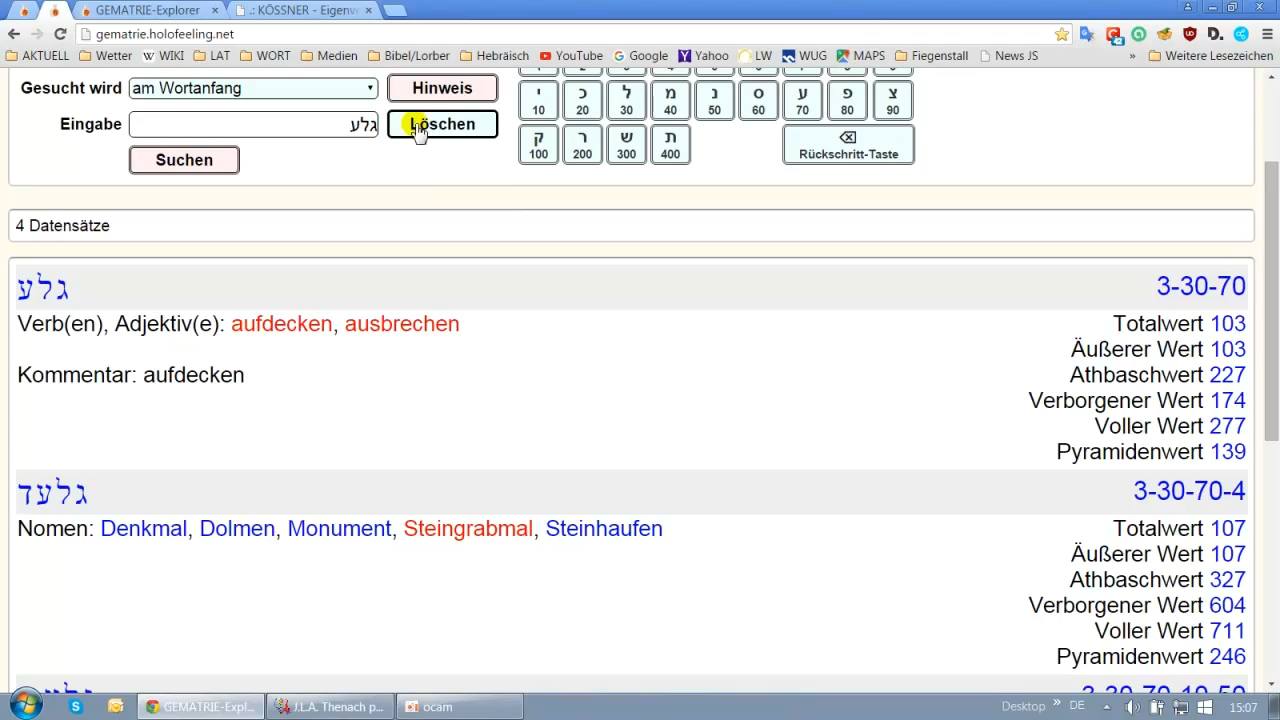 GEMATRIE-Explorer
.: KÖSSNER - Eigenv
gematrie.holofeeling.net
AKTUELL Wetter WIKI LAT WORT Medien Bibel/Lorber Hebräisch YouTube Google Yahoo LW WUG MAPS Fiegenstall News JS » Weitere Lesezeichen
Gesucht wird am Wortanfang Hinweis
Eingabe גלע Löschen
Suchen
י כ ל מ נ ס ע פ צ
10 20 30 40 50 60 70 80 90
ק ר ש ת
100 200 300 400 Rückschritt-Taste
4 Datensätze
גלע 3-30-70
Verb(en), Adjektiv(e): aufdecken, ausbrechen
Totalwert 103
Äußerer Wert 103
Kommentar: aufdecken
Athbaschwert 227
Verborgener Wert 174
Voller Wert 277
Pyramidenwert 139
גלעד 3-30-70-4
Nomen: Denkmal, Dolmen, Monument, Steingrabmal, Steinhaufen
Totalwert 107
Äußerer Wert 107
Athbaschwert 327
Verborgener Wert 604
Voller Wert 711
Pyramidenwert 246
3-30-70-10-50
GEMATRIE-Expl... J.L.A. Thenach p... ocam Desktop » DE 15:07